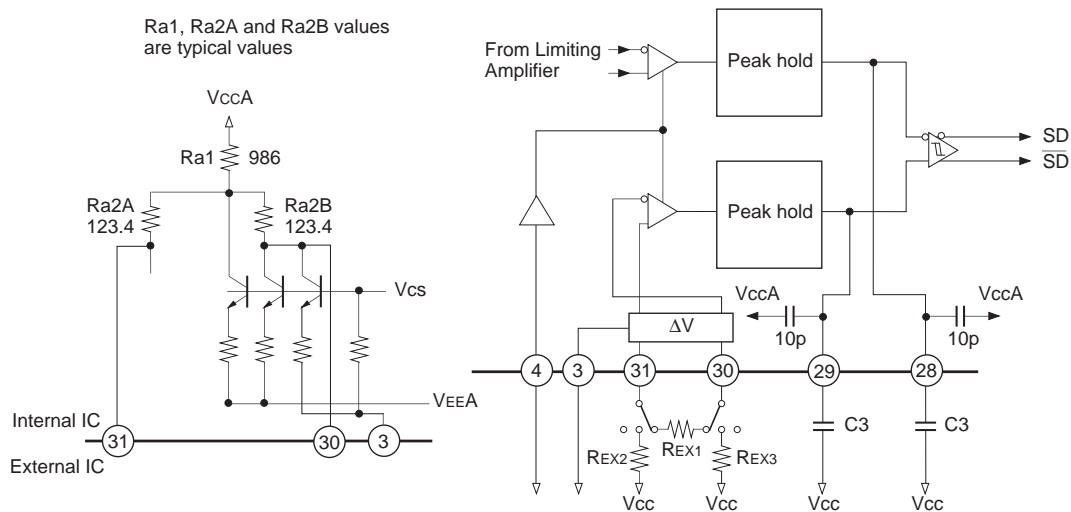 Ra1, Ra2A and Ra2B values
are typical values
VCCA
Ra1 986
Ra2A
123.4
Ra2B
123.4
VCS
VEEA
Internal IC
External IC
31
30
3
From Limiting
Amplifier
Peak hold
SD
SD
Peak hold
VCCA
10p
VCCA
10p
ΔV
4
3
31
30
29
28
REX1
REX2
REX3
C3
C3
VCC
VCC
VCC
VCC